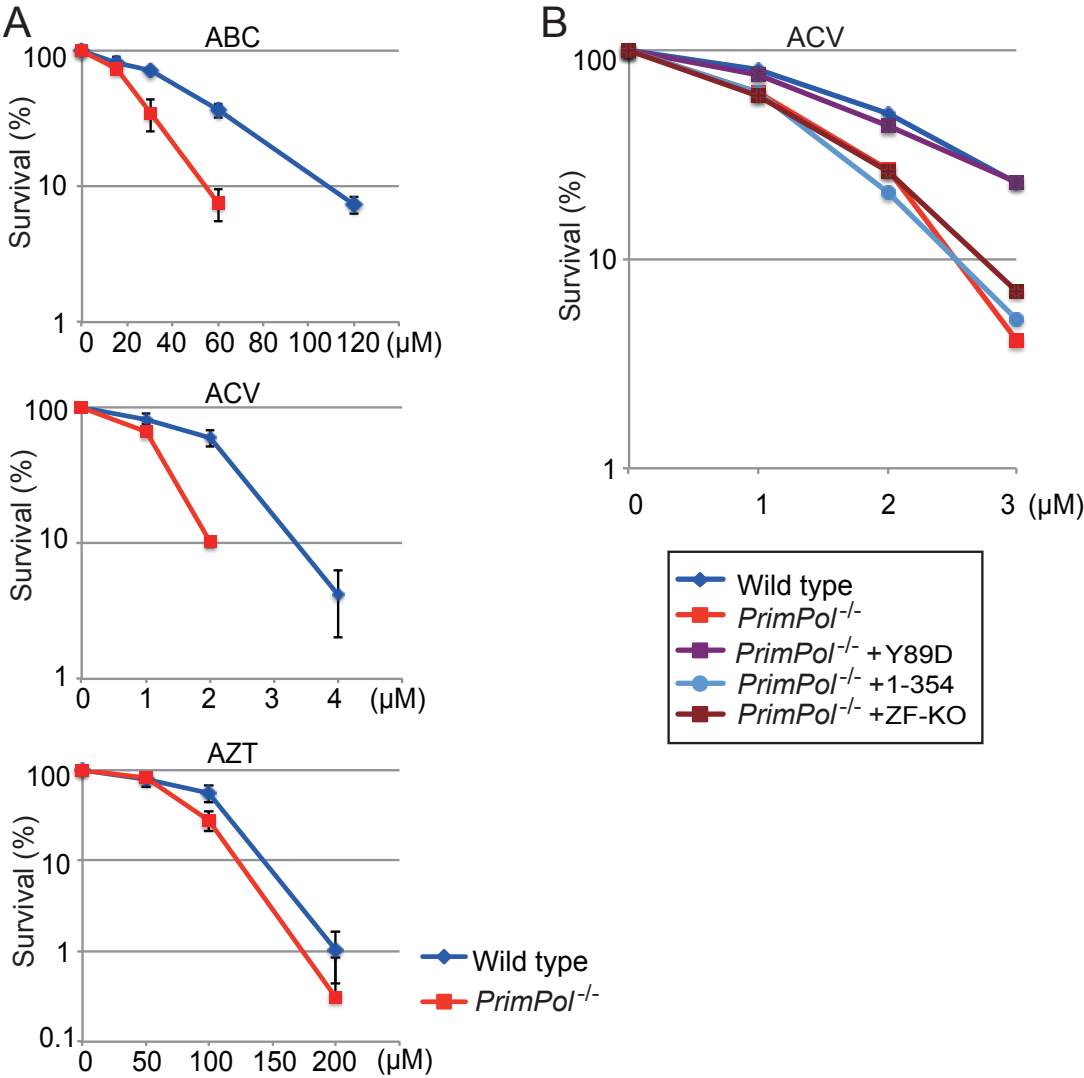 A
ABC
Survival (%)
100
10
1
0 20 40 60 80 100 120 (µM)
ACV
Survival (%)
100
10
1
0 1 2 3 4 (µM)
AZT
Survival (%)
100
10
1
0.1
0 50 100 150 200 (µM)
Wild type
PrimPol-/-
B
ACV
Survival (%)
100
10
1
0 1 2 3 (µM)
Wild type
PrimPol-/-
PrimPol-/- +Y89D
PrimPol-/- +1-354
PrimPol-/- +ZF-KO